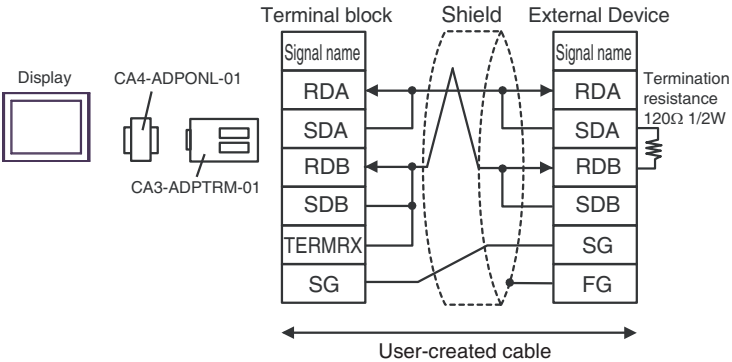 Terminal block
Shield
External Device
Signal name
Signal name
Display
CA4-ADPONL-01
CA3-ADPTRM-01
RDA
SDA
RDB
SDB
TERMRX
SG
RDA
SDA
RDB
SDB
SG
FG
Termination
resistance
120Ω 1/2W
User-created cable